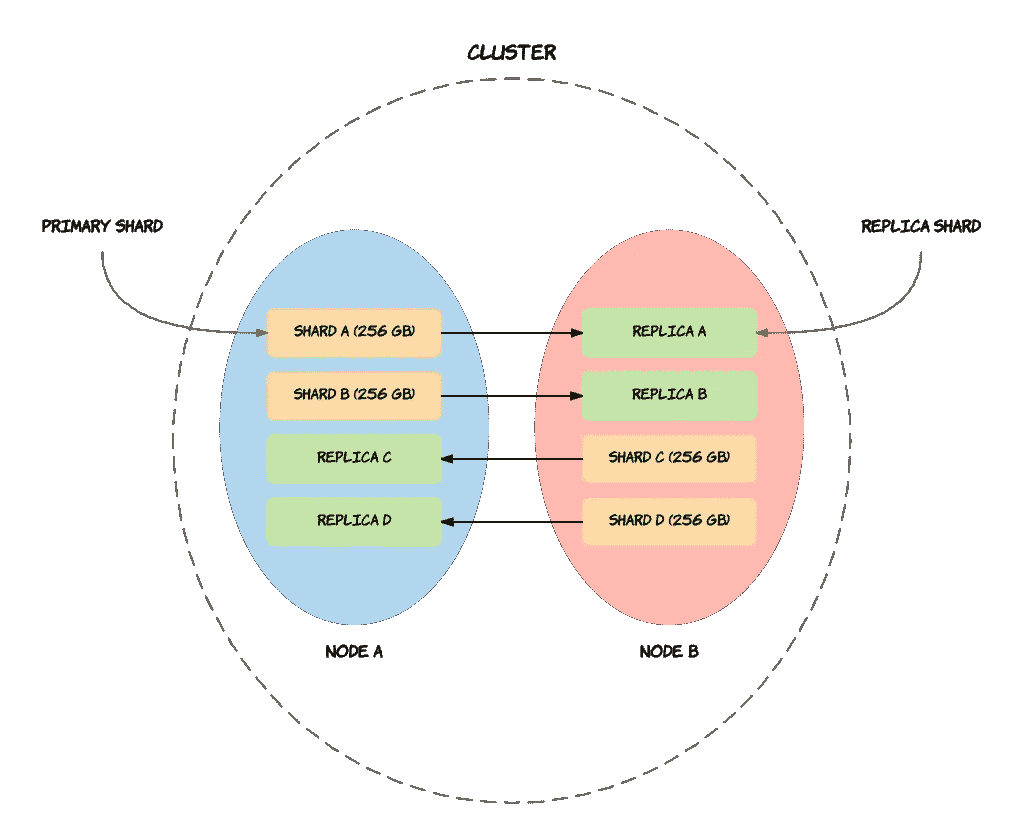 CLUSTER
PRIMARY SHARD
REPLICA SHARD
SHARD A (256 GB)
REPLICA A
SHARD B (256 GB)
REPLICA B
REPLICA C
SHARD C (256 GB)
REPLICA D
SHARD D (256 GB)
NODE A
NODE B